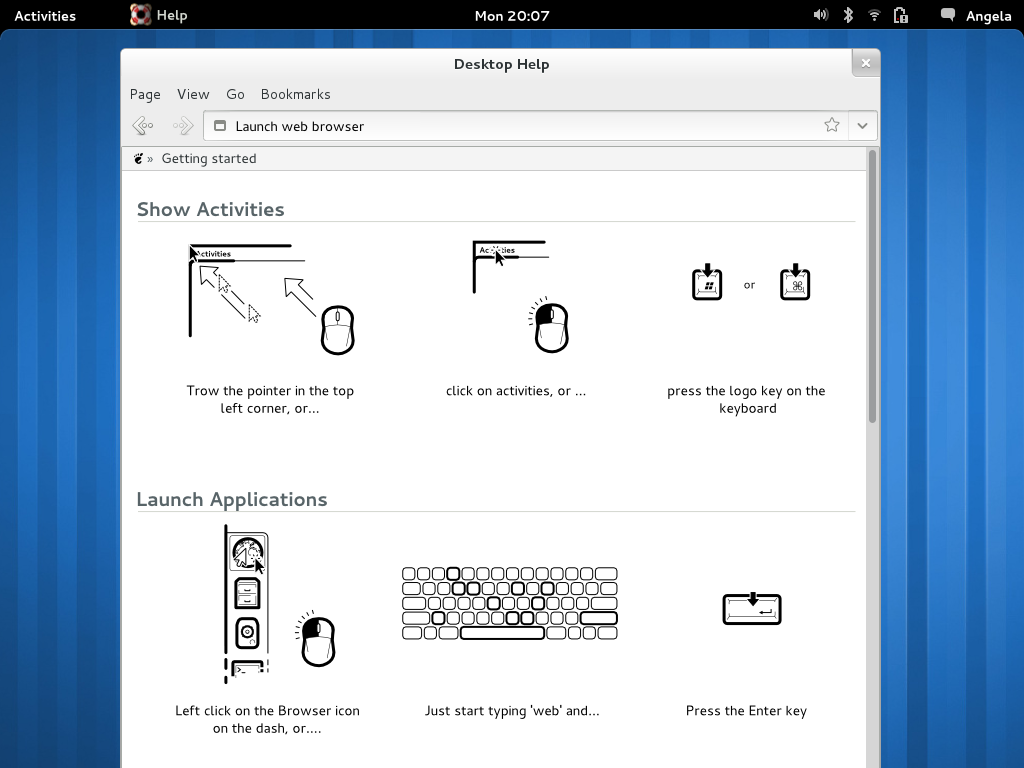 Activities Help Mon 20:07 Angela
Desktop Help
Page View Go Bookmarks
Launch web browser
» Getting started
Show Activities
Activities
Activities
or
Trow the pointer in the top
left corner, or...
click on activities, or ...
press the logo key on the
keyboard
Launch Applications
Left click on the Browser icon
on the dash, or....
Just start typing 'web' and...
Press the Enter key